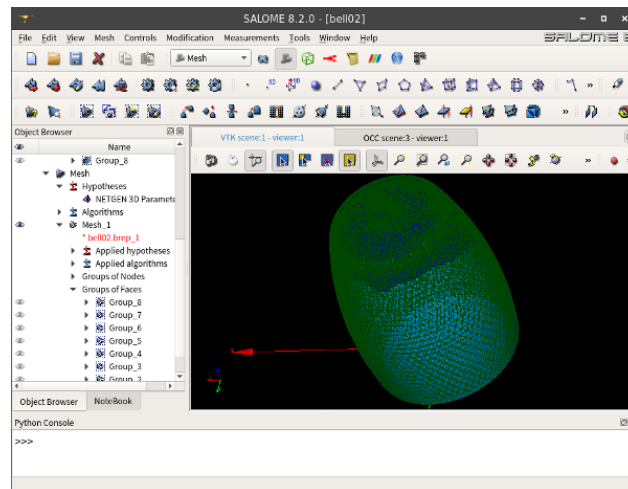 SALOME 8.2.0 - [bell02]
File Edit View Mesh Controls Modification Measurements Tools Window Help
SALOME 8
Mesh
Object Browser
VTK scene:1 - viewer:1
OCC scene:3 - viewer:1
Name
Group_8
Mesh
Hypotheses
NETGEN 3D Paramete
Algorithms
Mesh_1
* bell02.brep_1
Applied hypotheses
Applied algorithms
Groups of Nodes
Groups of Faces
Group_8
Group_7
Group_6
Group_5
Group_4
Group_3
Group_2
Object Browser
NoteBook
Python Console
>>>